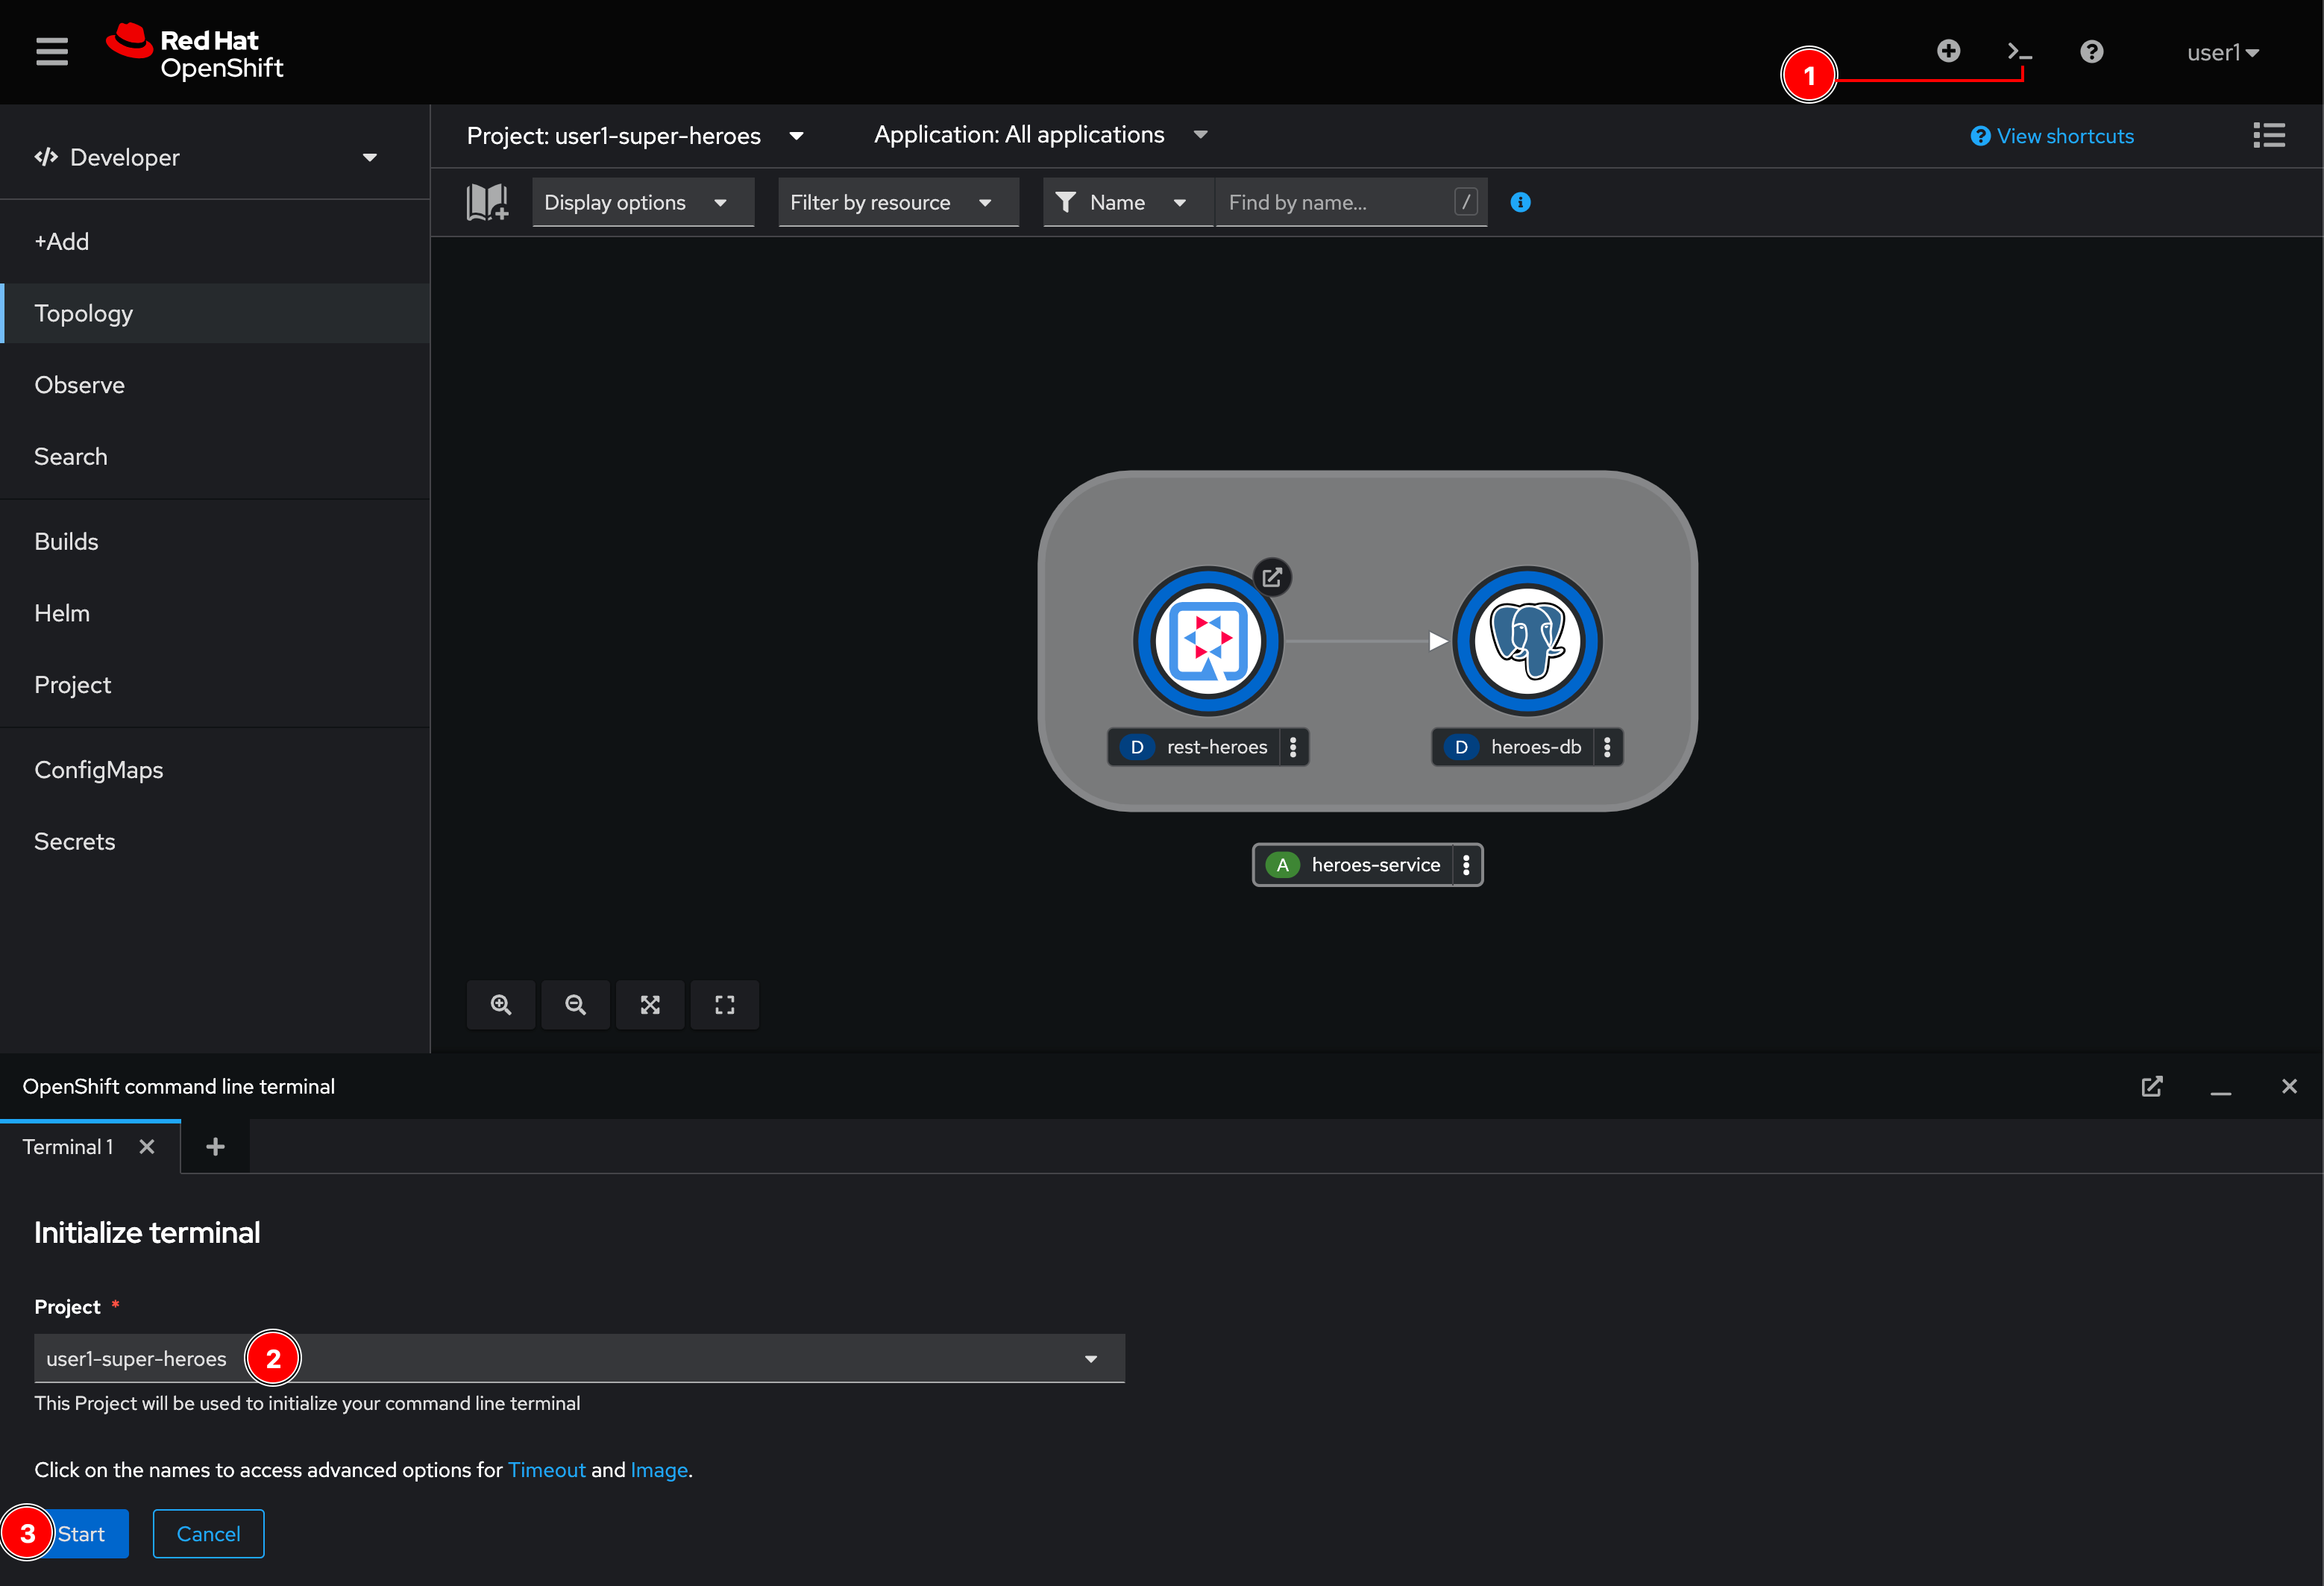 Red Hat
OpenShift
1
user1
Developer
Project: user1-super-heroes
Application: All applications
View shortcuts
Display options
Filter by resource
Name
Find by name...
/
+Add
Topology
Observe
Search
Builds
Helm
Project
ConfigMaps
Secrets
D rest-heroes
D heroes-db
A heroes-service
OpenShift command line terminal
Terminal 1
Initialize terminal
Project *
user1-super-heroes
2
This Project will be used to initialize your command line terminal
Click on the names to access advanced options for Timeout and Image.
3
Start
Cancel